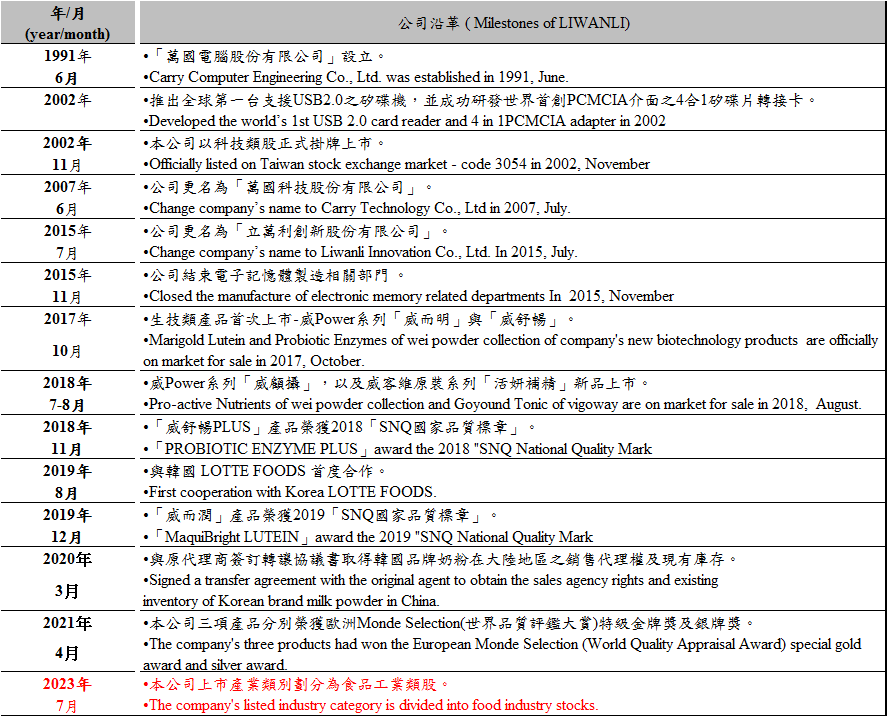 年/月
(year/month)
公司沿革 ( Milestones of LIWANLI)
1991年
6月
•「萬國電腦股份有限公司」設立。
•Carry Computer Engineering Co., Ltd. was established in 1991, June.
2002年
•推出全球第一台支援USB2.0之矽碟機，並成功研發世界首創PCMCIA介面之4合1矽碟片轉接卡。
•Developed the world’s 1st USB 2.0 card reader and 4 in 1PCMCIA adapter in 2002
2002年
11月
•本公司以科技類股正式掛牌上市。
•Officially listed on Taiwan stock exchange market - code 3054 in 2002, November
2007年
6月
•公司更名為「萬國科技股份有限公司」。
•Change company’s name to Carry Technology Co., Ltd in 2007, July.
2015年
7月
•公司更名為「立萬利創新股份有限公司」。
•Change company’s name to Liwanli Innovation Co., Ltd. In 2015, July.
2015年
11月
•公司結束電子記憶體製造相關部門 。
•Closed the manufacture of electronic memory related departments In  2015, November
2017年
10月
•生技類產品首次上市-威Power系列「威而明」與「威舒暢」。
•Marigold Lutein and Probiotic Enzymes of wei powder collection of company's new biotechnology products  are officially
on market for sale in 2017, October.
2018年
7-8月
•威Power系列「威顧攝」，以及威客維原裝系列「活妍補精」新品上市。
•Pro-active Nutrients of wei powder collection and Goyound Tonic of vigoway are on market for sale in 2018,  August.
2018年
11月
•「威舒暢PLUS」產品榮獲2018「SNQ國家品質標章」。
•「PROBIOTIC ENZYME PLUS」award the 2018 "SNQ National Quality Mark
2019年
8月
•與韓國 LOTTE FOODS 首度合作。
•First cooperation with Korea LOTTE FOODS.
2019年
12月
•「威而潤」產品榮獲2019「SNQ國家品質標章」。
•「MaquiBright LUTEIN」award the 2019 "SNQ National Quality Mark
2020年
3月
•與原代理商簽訂轉讓協議書取得韓國品牌奶粉在大陸地區之銷售代理權及現有庫存。
•Signed a transfer agreement with the original agent to obtain the sales agency rights and existing
inventory of Korean brand milk powder in China.
2021年
4月
•本公司三項產品分別榮獲歐洲Monde Selection(世界品質評鑑大賞)特級金牌獎及銀牌獎。
•The company's three products had won the European Monde Selection (World Quality Appraisal Award) special gold
award and silver award.
2023年
7月
•本公司上市產業類別劃分為食品工業類股。
•The company's listed industry category is divided into food industry stocks.